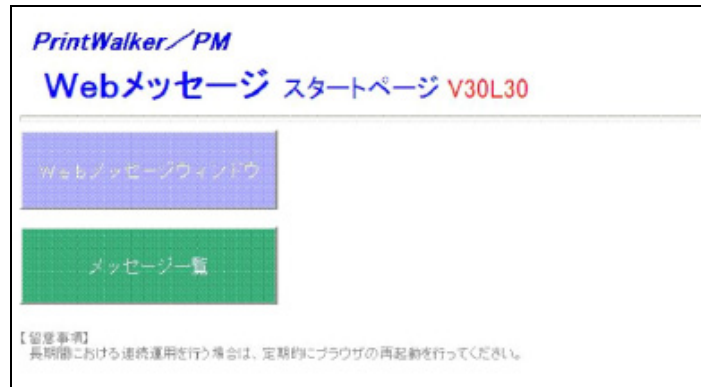 PrintWalker／PM
Webメッセージ スタートページ V30L30
Webメッセージウィンドウ
メッセージ一覧
【留意事項】
長期間における連続運用を行う場合は、定期的にブラウザの再起動を行ってください。